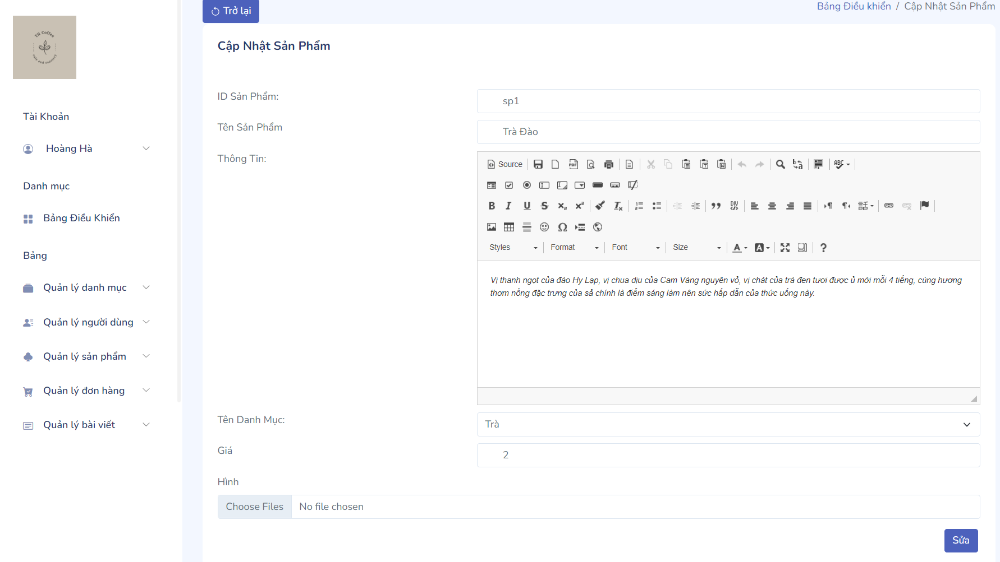 TH Coffee
cafe and roastery
Tài Khoản
Hoàng Hà
Danh mục
Bảng Điều Khiển
Bảng
Quản lý danh mục
Quản lý người dùng
Quản lý sản phẩm
Quản lý đơn hàng
Quản lý bài viết
Trở lại
Bảng Điều khiển / Cập Nhật Sản Phẩm
Cập Nhật Sản Phẩm
ID Sản Phẩm:
sp1
Tên Sản Phẩm
Trà Đào
Thông Tin:
Source
Styles Format Font Size
Vị thanh ngọt của đào Hy Lạp, vị chua dịu của Cam Vàng nguyên vỏ, vị chát của trà đen tươi được ủ mới mỗi 4 tiếng, cùng hương
thơm nồng đặc trưng của sả chính là điểm sáng làm nên sức hấp dẫn của thức uống này.
Tên Danh Mục:
Trà
Giá
2
Hình
Choose Files No file chosen
Sửa